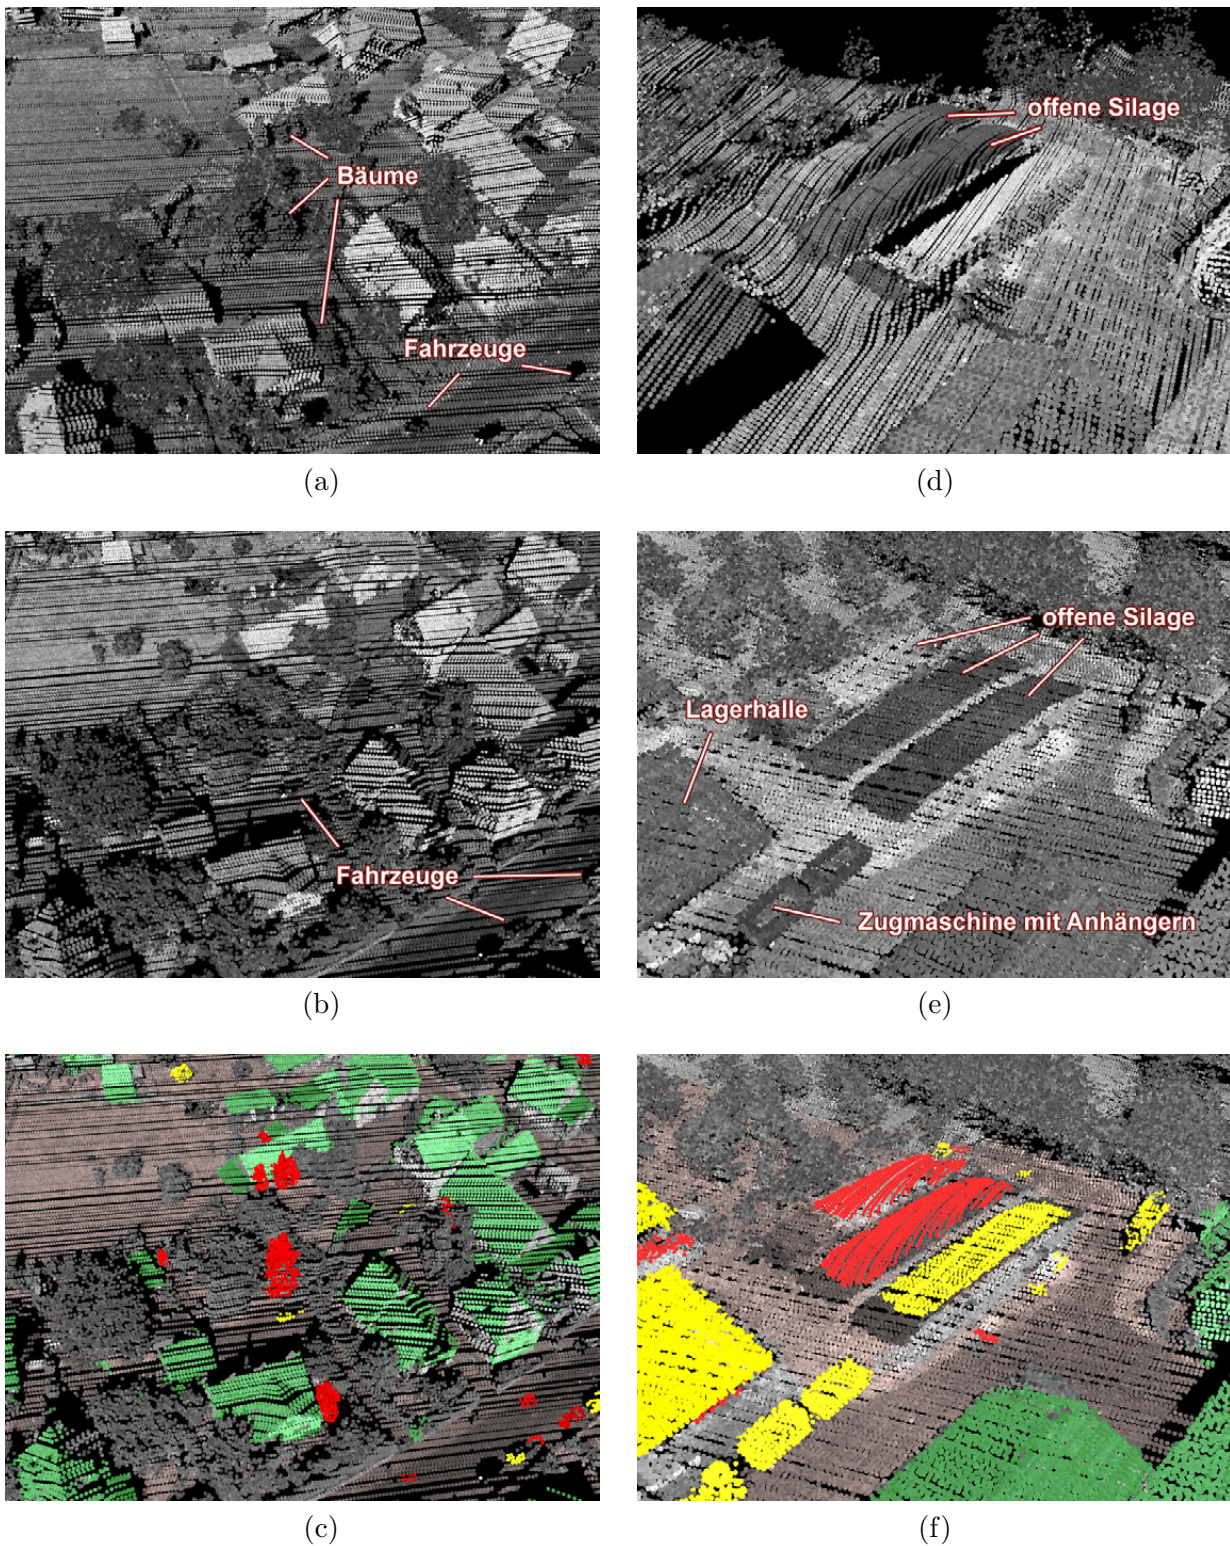 Bäume
Fahrzeuge
(a)
offene Silage
(d)
Fahrzeuge
(b)
offene Silage
Lagerhalle
Zugmaschine mit Anhängern
(e)
(c)
(f)